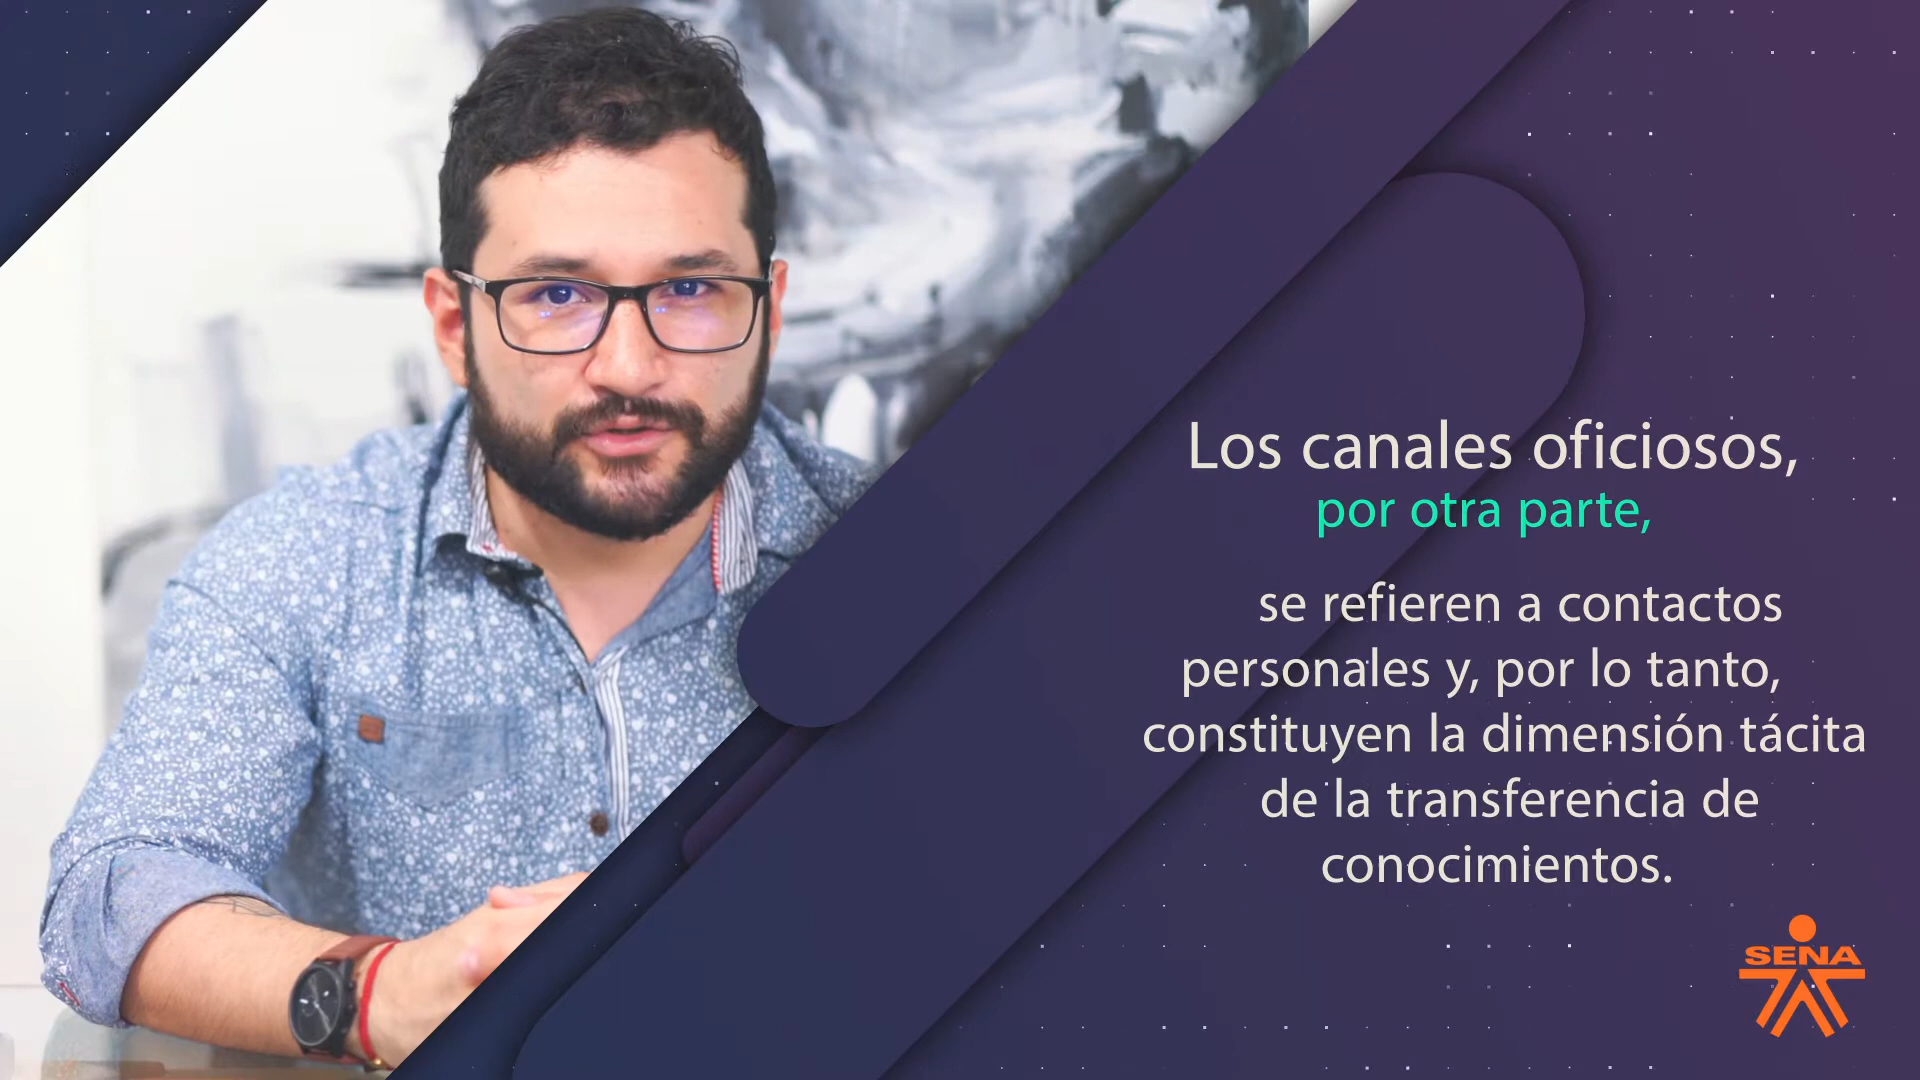 Los canales oficiosos,
por otra parte,
se refieren a contactos
personales y, por lo tanto,
constituyen la dimensión tácita
de la transferencia de
conocimientos.
SENA